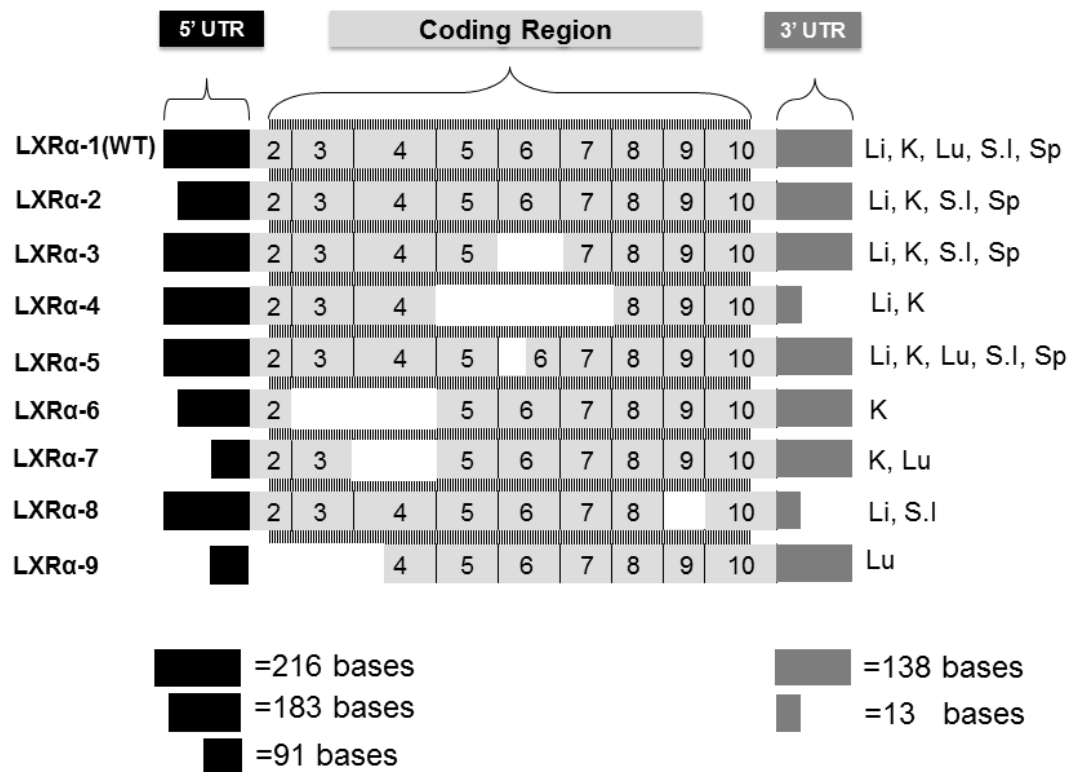 5' UTR Coding Region 3' UTR
LXRα-1(WT) 2 3 4 5 6 7 8 9 10 Li, K, Lu, S.I, Sp
LXRα-2 2 3 4 5 6 7 8 9 10 Li, K, S.I, Sp
LXRα-3 2 3 4 5 7 8 9 10 Li, K, S.I, Sp
LXRα-4 2 3 4 8 9 10 Li, K
LXRα-5 2 3 4 5 6 7 8 9 10 Li, K, Lu, S.I, Sp
LXRα-6 2 5 6 7 8 9 10 K
LXRα-7 2 3 5 6 7 8 9 10 K, Lu
LXRα-8 2 3 4 5 6 7 8 10 Li, S.I
LXRα-9 4 5 6 7 8 9 10 Lu
=216 bases =138 bases
=183 bases =13 bases
=91 bases